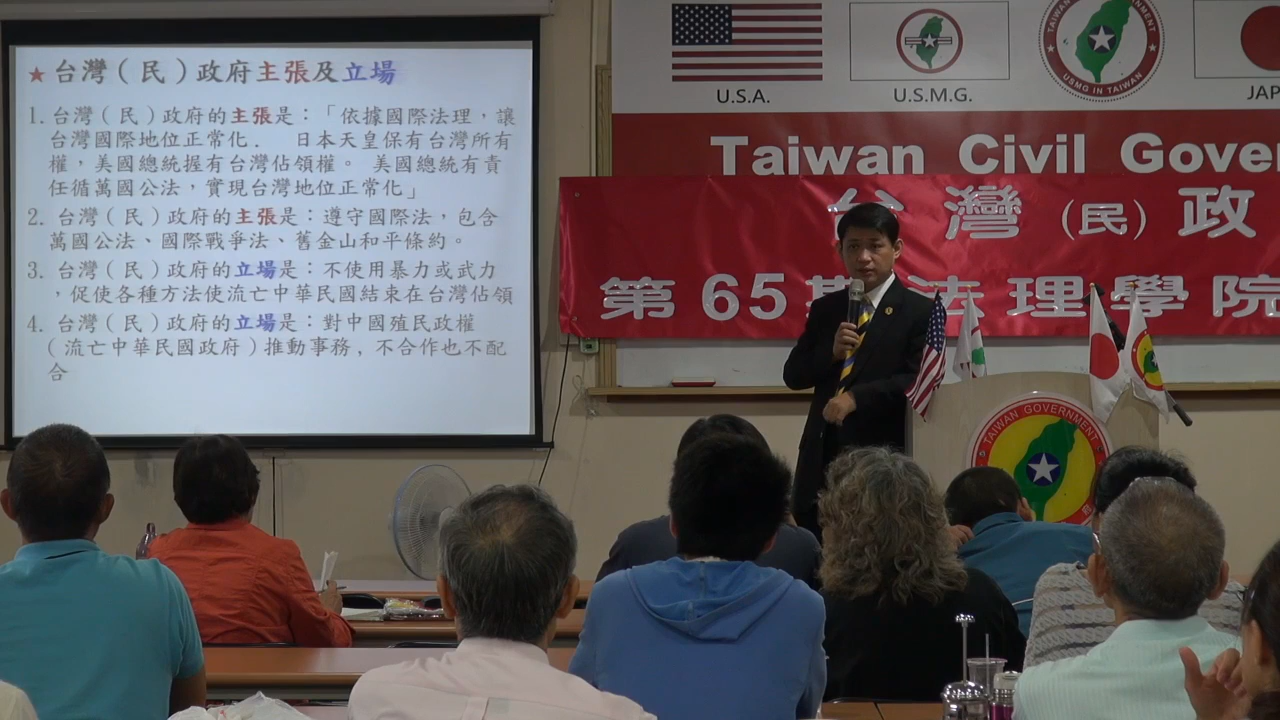 ★台灣(民)政府主張及立場
1. 台灣(民)政府的主張是:「依據國際法理,讓
台灣國際地位正常化. 日本天皇保有台灣所有
權,美國總統握有台灣佔領權。 美國總統有責
任循萬國公法,實現台灣地位正常化」
2. 台灣(民)政府的主張是:遵守國際法,包含
萬國公法、國際戰爭法、舊金山和平條約。
3. 台灣(民)政府的立場是:不使用暴力或武力
,促使各種方法使流亡中華民國結束在台灣佔領
4. 台灣(民)政府的立場是:對中國殖民政權
(流亡中華民國政府)推動事務,不合作也不配
合
U.S.A.
U.S.M.G.
TAIWAN GOVERNMENT
USMG IN TAIWAN
JAP
Taiwan Civil Gover
台灣(民)政
第65期法理學院
TAIWAN GOVERNMENT